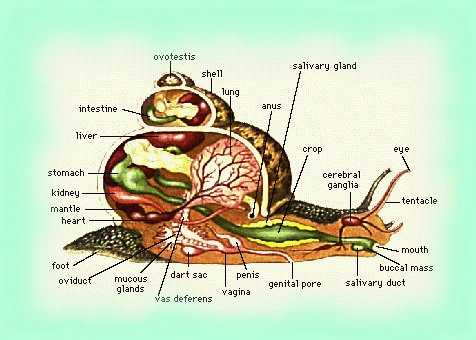 ovotestis
salivary gland
shell
lung
intestine
anus
liver
crop
eye
cerebral
ganglia
stomach
kidney
tentacle
mantle
heart
mouth
foot
buccal mass
oviduct
mucous
glands
dart sac
penis
genital pore
salivary duct
vagina
vas deferens